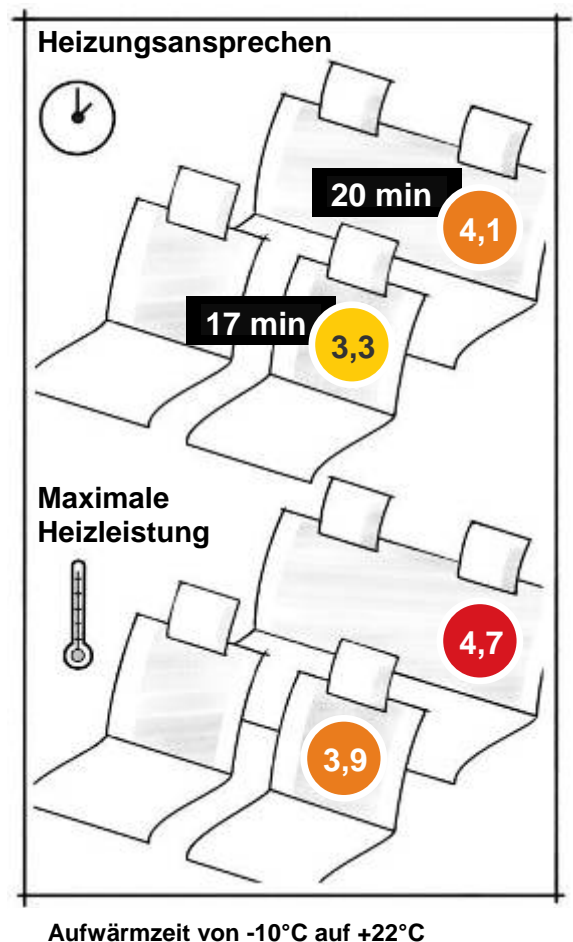 Heizungsansprechen
20 min
4,1
17 min
3,3
Maximale
Heizleistung
4,7
3,9
Aufwärmzeit von -10°C auf +22°C